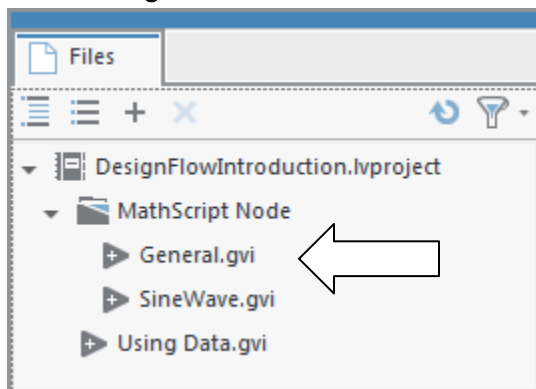 Files
DesignFlowIntroduction.lvproject
MathScript Node
General.gvi
SineWave.gvi
Using Data.gvi